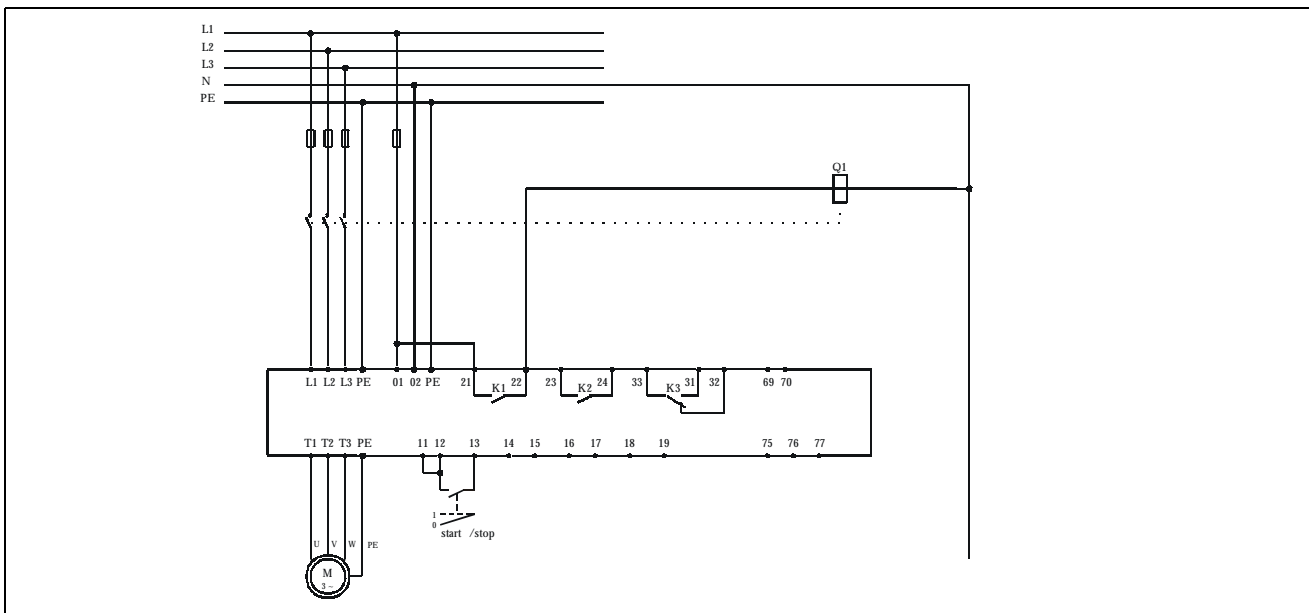 L1
L2
L3
N
PE
Q1
L1 L2 L3 PE 01 02 PE 21 K1 22 23 K2 24 33 K3 31 32 69 70
T1 T2 T3 PE 11 12 13 14 15 16 17 18 19 75 76 77
1
0
start /stop
U V W PE
M
3 ~